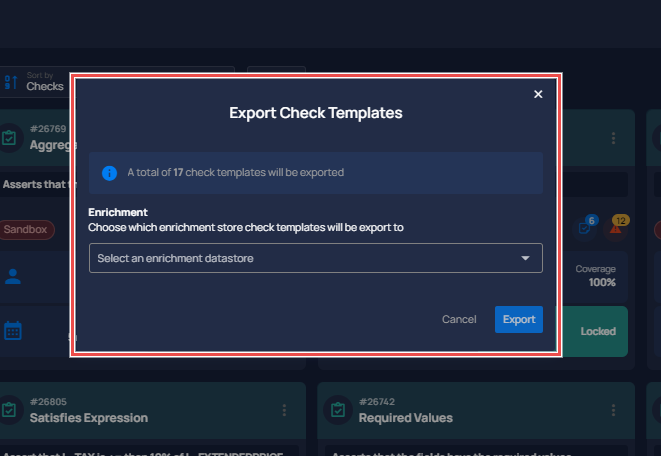 Sort by
Checks
Export Check Templates
#26769
A total of 17 check templates will be exported
Asserts that
Enrichment
Choose which enrichment store check templates will be export to
Sandbox
6
12
Select an enrichment datastore
Coverage
100%
Cancel
Export
Locked
#26805
Satisfies Expression
#26742
Required Values
Assert that
Asserts that the fields have the required values